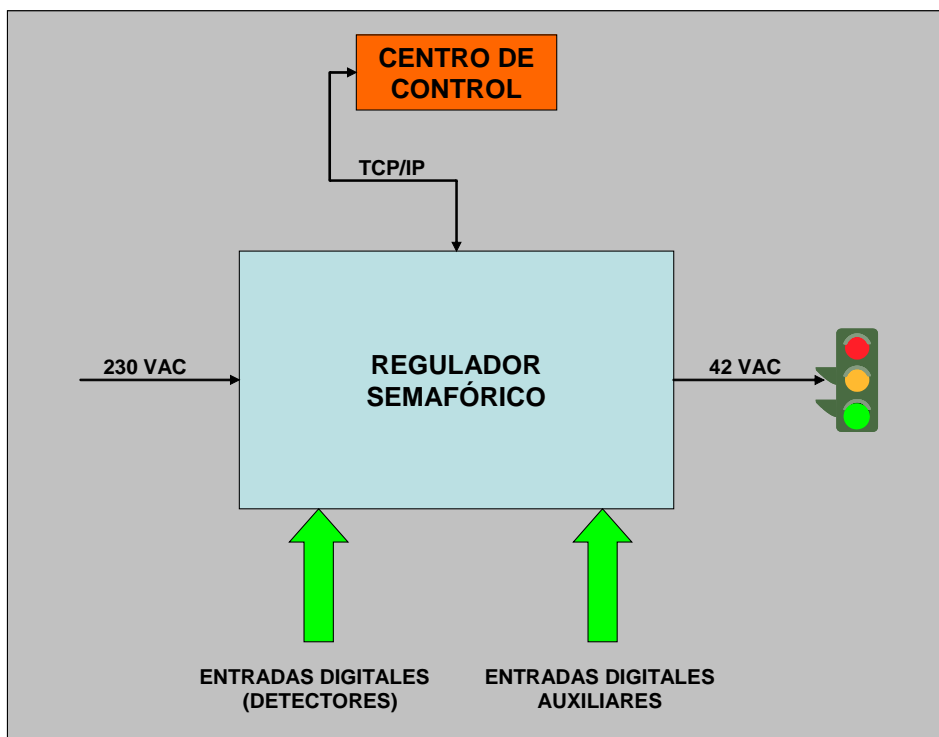 CENTRO DE
CONTROL
TCP/IP
230 VAC
REGULADOR
SEMAFÓRICO
42 VAC
ENTRADAS DIGITALES
(DETECTORES)
ENTRADAS DIGITALES
AUXILIARES